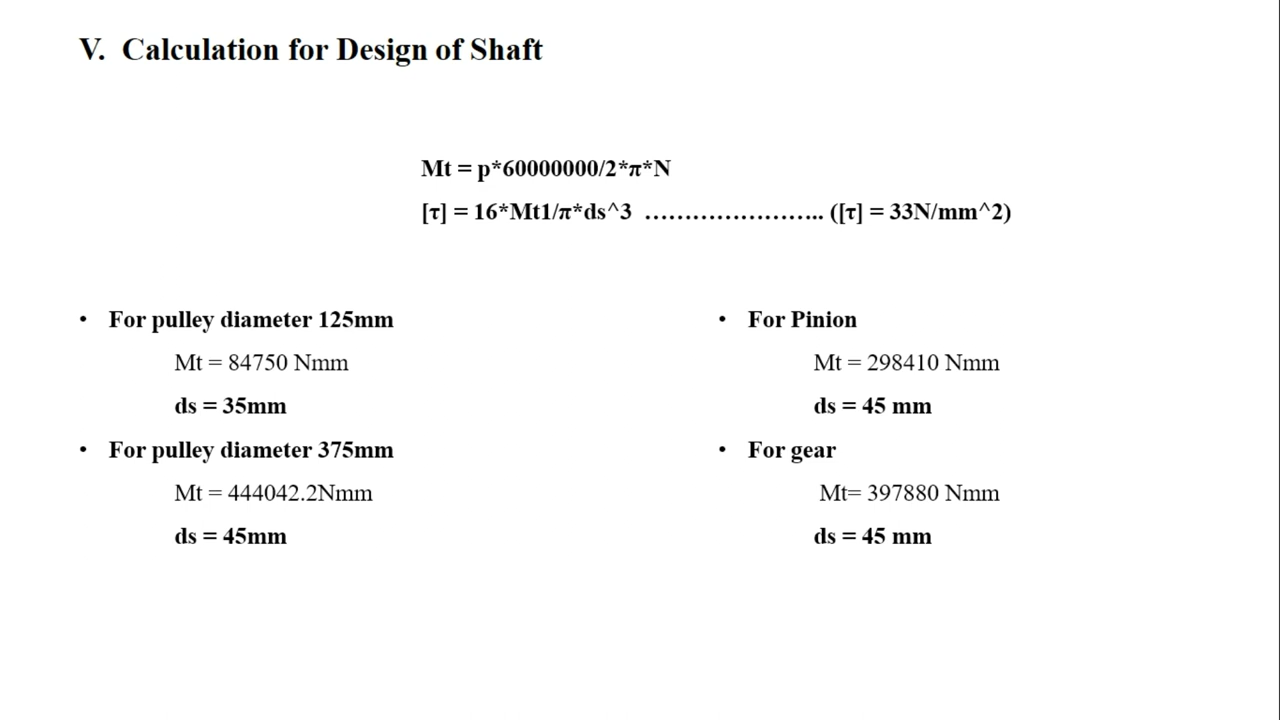 V. Calculation for Design of Shaft
Mt = p*60000000/2*π*N
[τ] = 16*Mt1/π*ds^3 …………………….. ([τ] = 33N/mm^2)
• For pulley diameter 125mm
Mt = 84750 Nmm
ds = 35mm
• For pulley diameter 375mm
Mt = 444042.2Nmm
ds = 45mm
• For Pinion
Mt = 298410 Nmm
ds = 45 mm
• For gear
Mt= 397880 Nmm
ds = 45 mm